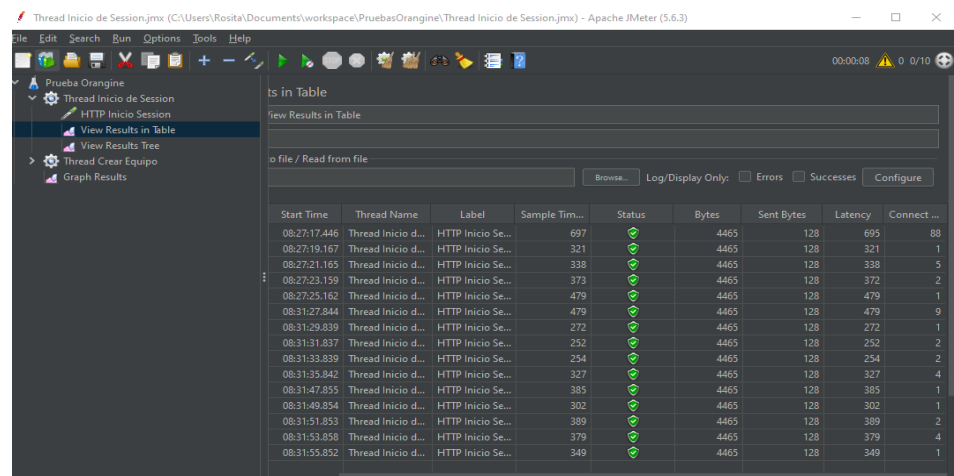 Thread Inicio de Session.jmx (C:\Users\Rosita\Documents\workspace\PruebasOrangine\Thread Inicio de Session.jmx) - Apache JMeter (5.6.3)
File Edit Search Run Options Tools Help
00:00:08 0 0/10
Prueba Orangine
Thread Inicio de Session
HTTP Inicio Session
View Results in Table
View Results Tree
Thread Crear Equipo
Graph Results
ts in Table
View Results in Table
to file / Read from file
Browse... Log/Display Only: Errors Successes Configure
Start Time Thread Name Label Sample Tim... Status Bytes Sent Bytes Latency Connect ...
08:27:17.446 Thread Inicio d... HTTP Inicio Se... 697 4465 128 695 88
08:27:19.167 Thread Inicio d... HTTP Inicio Se... 321 4465 128 321 1
08:27:21.165 Thread Inicio d... HTTP Inicio Se... 338 4465 128 338 5
08:27:23.159 Thread Inicio d... HTTP Inicio Se... 373 4465 128 372 2
08:27:25.162 Thread Inicio d... HTTP Inicio Se... 479 4465 128 479 1
08:31:27.844 Thread Inicio d... HTTP Inicio Se... 479 4465 128 479 9
08:31:29.839 Thread Inicio d... HTTP Inicio Se... 272 4465 128 272 1
08:31:31.837 Thread Inicio d... HTTP Inicio Se... 252 4465 128 252 2
08:31:33.839 Thread Inicio d... HTTP Inicio Se... 254 4465 128 254 2
08:31:35.842 Thread Inicio d... HTTP Inicio Se... 327 4465 128 327 4
08:31:47.855 Thread Inicio d... HTTP Inicio Se... 385 4465 128 385 1
08:31:49.854 Thread Inicio d... HTTP Inicio Se... 302 4465 128 302 1
08:31:51.853 Thread Inicio d... HTTP Inicio Se... 389 4465 128 389 2
08:31:53.858 Thread Inicio d... HTTP Inicio Se... 379 4465 128 379 4
08:31:55.852 Thread Inicio d... HTTP Inicio Se... 349 4465 128 349 1